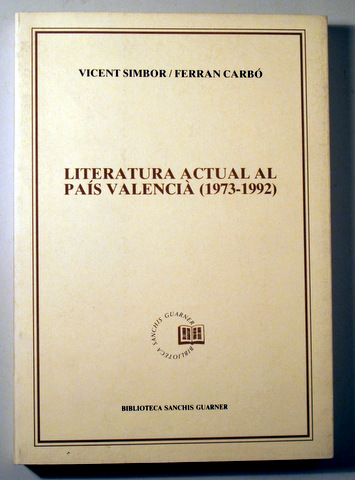 VICENT SIMBOR / FERRAN CARBÓ
LITERATURA ACTUAL AL
PAÍS VALENCIÀ (1973-1992)
BIBLIOTECA SANCHIS GUARNER
BIBLIOTECA SANCHIS GUARNER